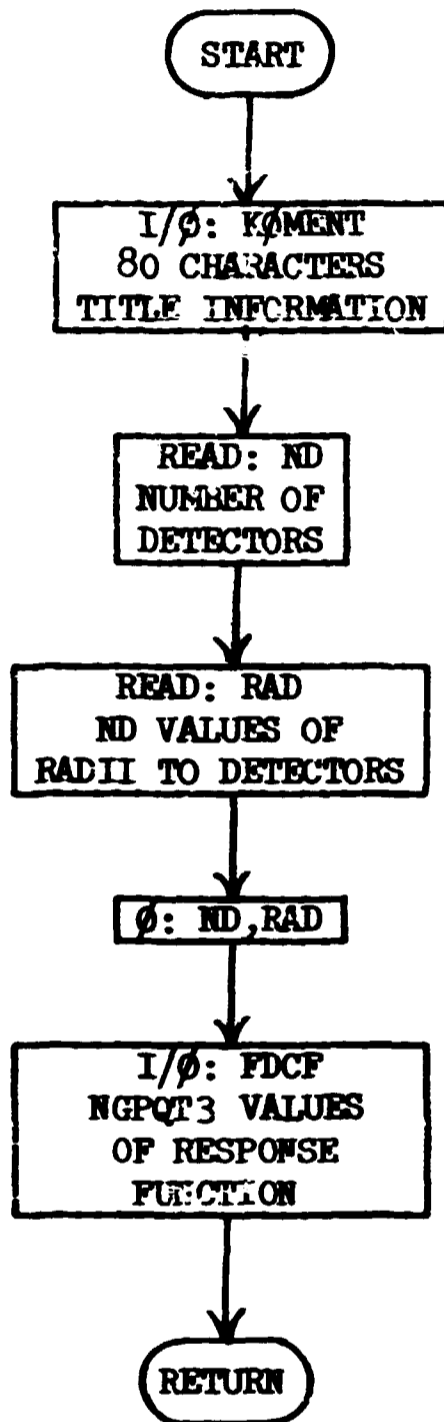 START
I/Ø: KØMENT
80 CHARACTERS
TITLE INFORMATION
READ: ND
NUMBER OF
DETECTORS
READ: RAD
ND VALUES OF
RADII TO DETECTORS
Ø: ND,RAD
I/Ø: FDCF
NGPQT3 VALUES
OF RESPONSE
FUNCTION
RETURN